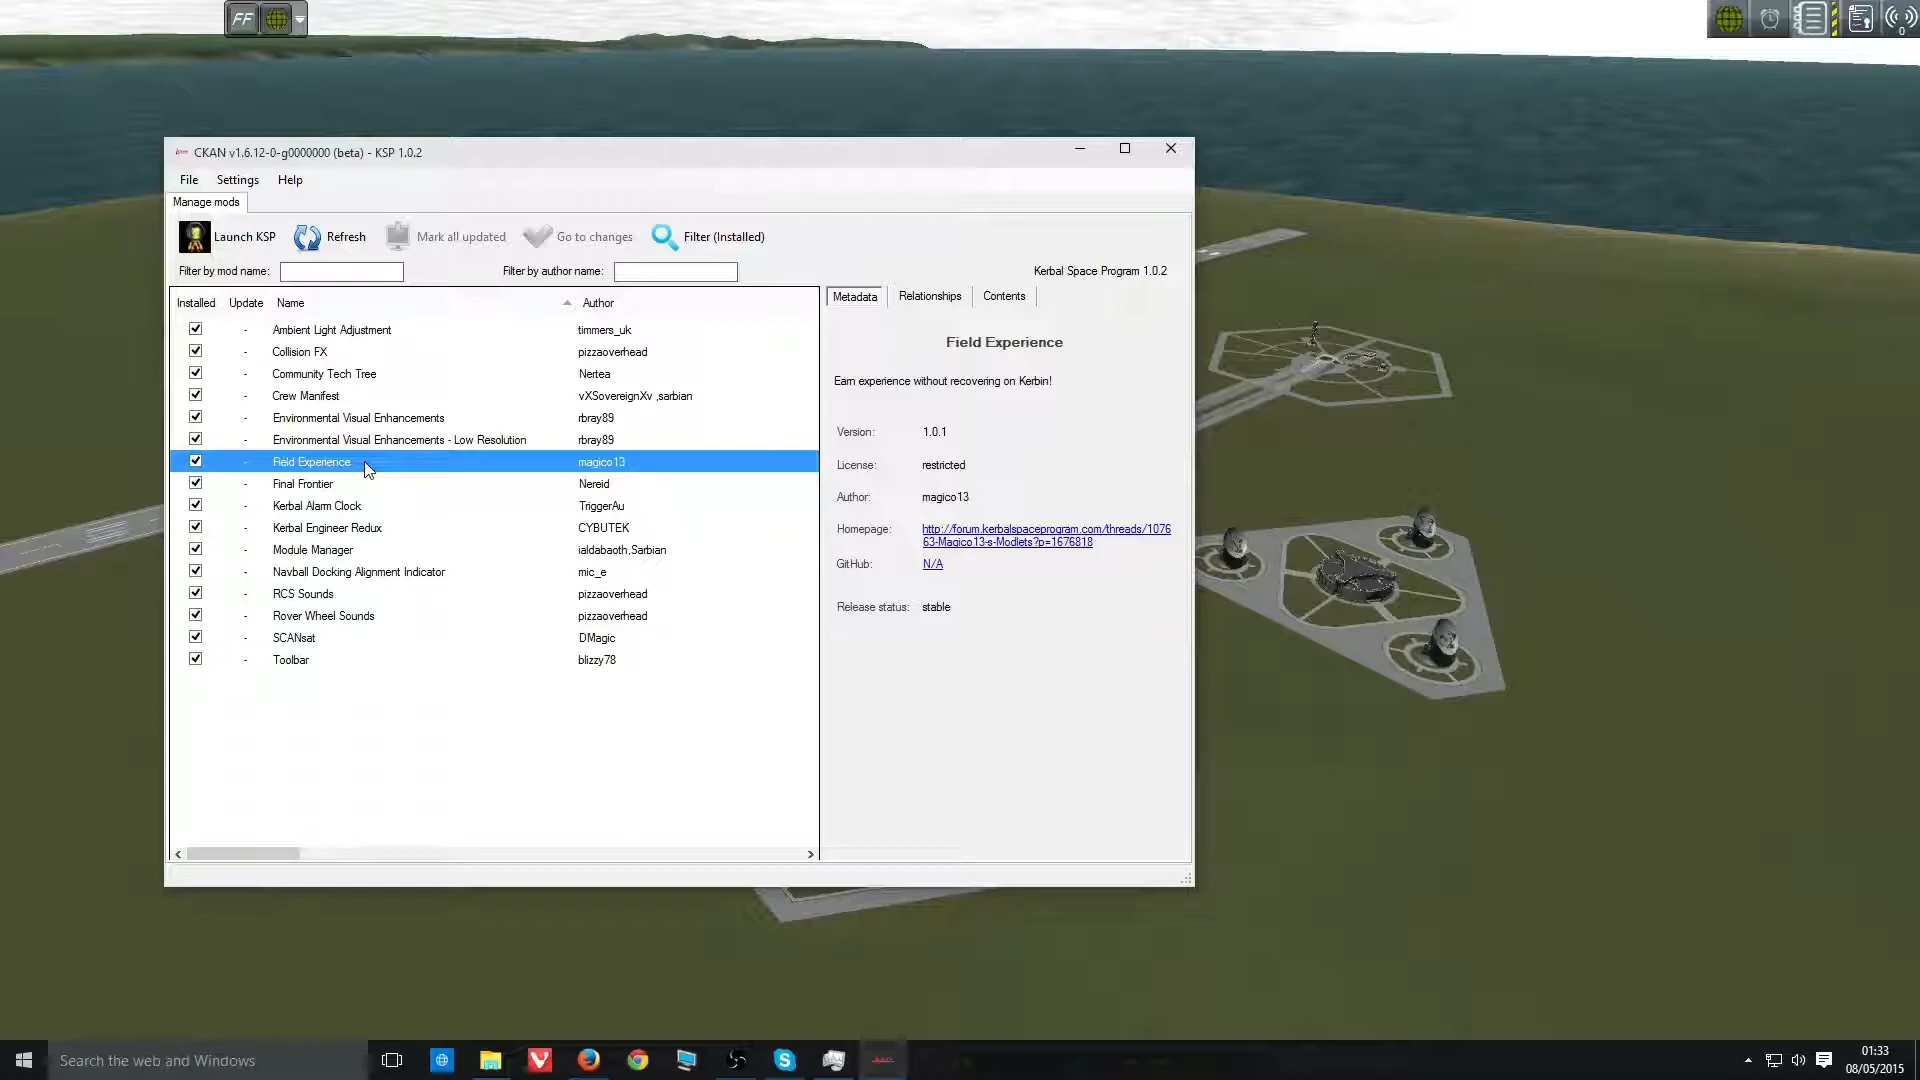 FF
0
CKAN v1.6.12-0-g0000000 (beta) - KSP 1.0.2
File Settings Help
Manage mods
Launch KSP Refresh Mark all updated Go to changes Filter (Installed)
Filter by mod name: Filter by author name: Kerbal Space Program 1.0.2
Installed Update Name Author
- Ambient Light Adjustment timmers_uk
- Collision FX pizzaoverhead
- Community Tech Tree Nertea
- Crew Manifest vXSovereignXv ,sarbian
- Environmental Visual Enhancements rbray89
- Environmental Visual Enhancements - Low Resolution rbray89
- Field Experience magico13
- Final Frontier Nereid
- Kerbal Alarm Clock TriggerAu
- Kerbal Engineer Redux CYBUTEK
- Module Manager ialdabaoth,Sarbian
- Navball Docking Alignment Indicator mic_e
- RCS Sounds pizzaoverhead
- Rover Wheel Sounds pizzaoverhead
- SCANsat DMagic
- Toolbar blizzy78
Metadata Relationships Contents
Field Experience
Earn experience without recovering on Kerbin!
Version: 1.0.1
License: restricted
Author: magico13
Homepage: http://forum.kerbalspaceprogram.com/threads/1076
63-Magico13-s-Modlets?p=1676818
GitHub: N/A
Release status: stable
Search the web and Windows
01:33
08/05/2015